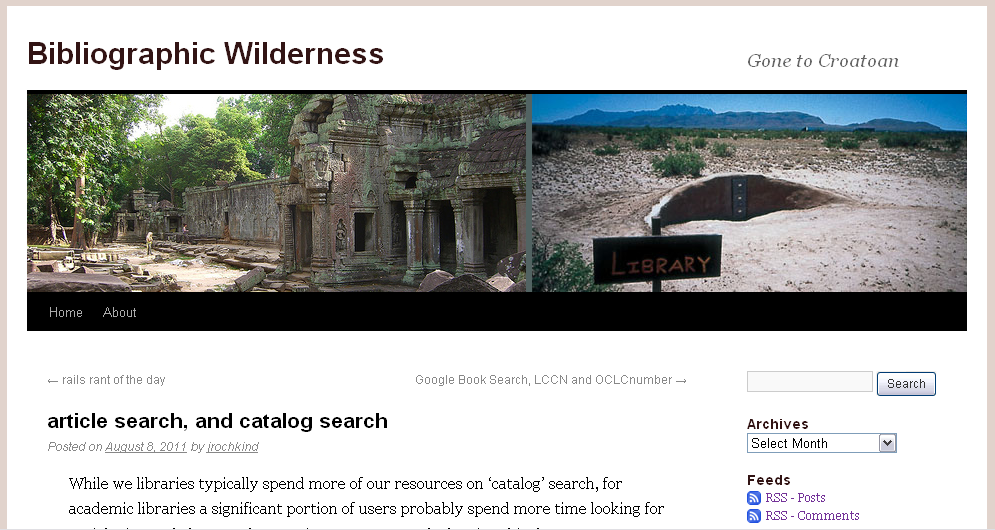 Bibliographic Wilderness
Gone to Croatoan
LIBRARY
Home About
← rails rant of the day
Google Book Search, LCCN and OCLCnumber →
Search
article search, and catalog search
Posted on August 8, 2011 by jrochkind
While we libraries typically spend more of our resources on ‘catalog’ search, for
academic libraries a significant portion of users probably spend more time looking for
Archives
Select Month
Feeds
RSS - Posts
RSS - Comments